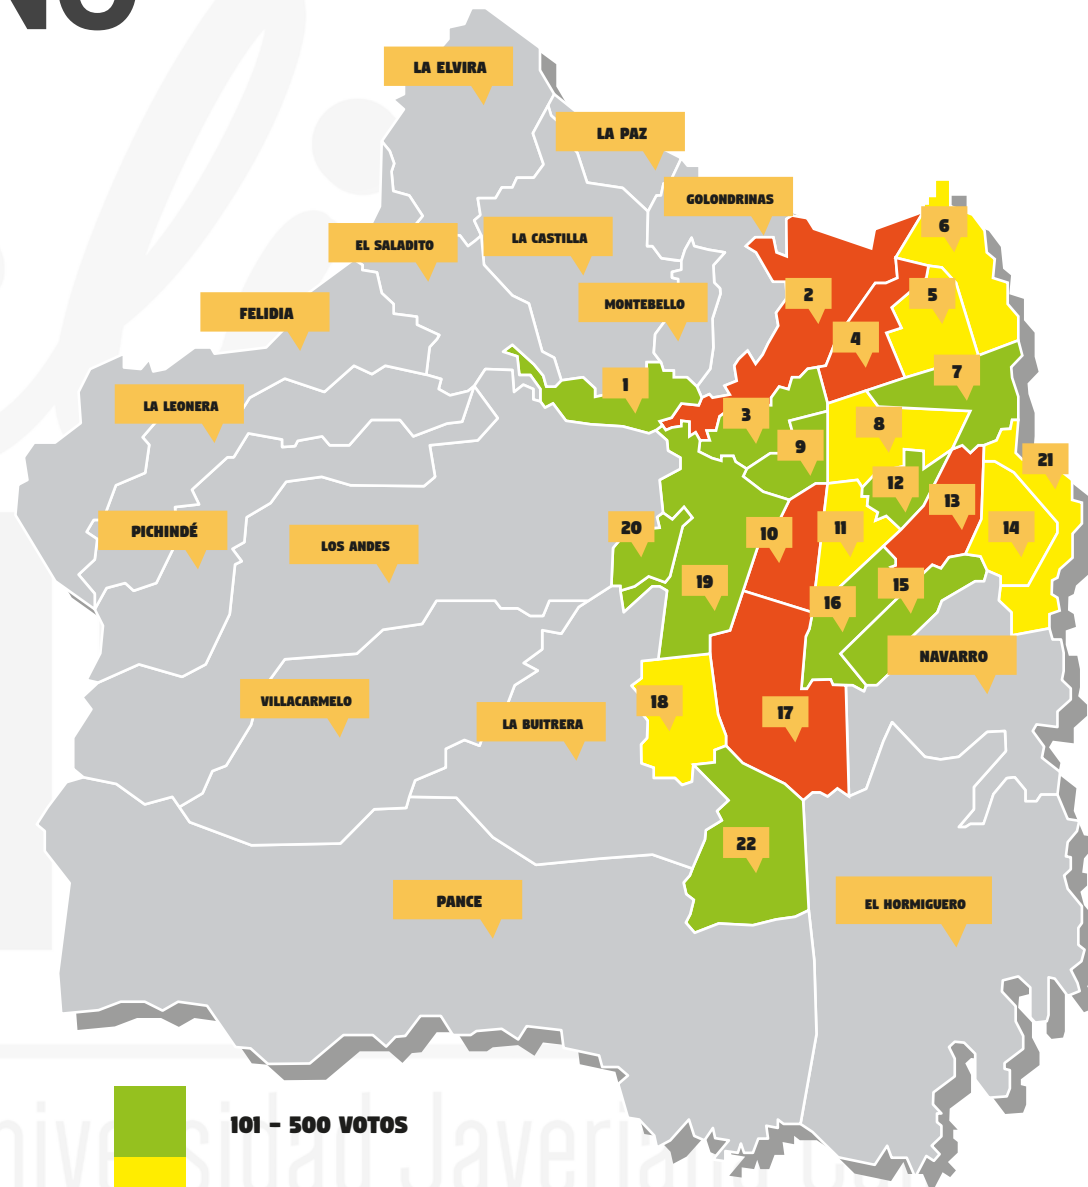 LA ELVIRA
LA PAZ
GOLONDRINAS
EL SALADITO
LA CASTILLA
6
FELIDIA
MONTEBELLO
2
5
4
LA LEONERA
1
7
3
8
9
21
12
13
PICHINDÉ
LOS ANDES
20
10
11
14
19
15
16
NAVARRO
VILLACARMELO
LA BUITRERA
18
17
22
PANCE
EL HORMIGUERO
101 - 500 VOTOS